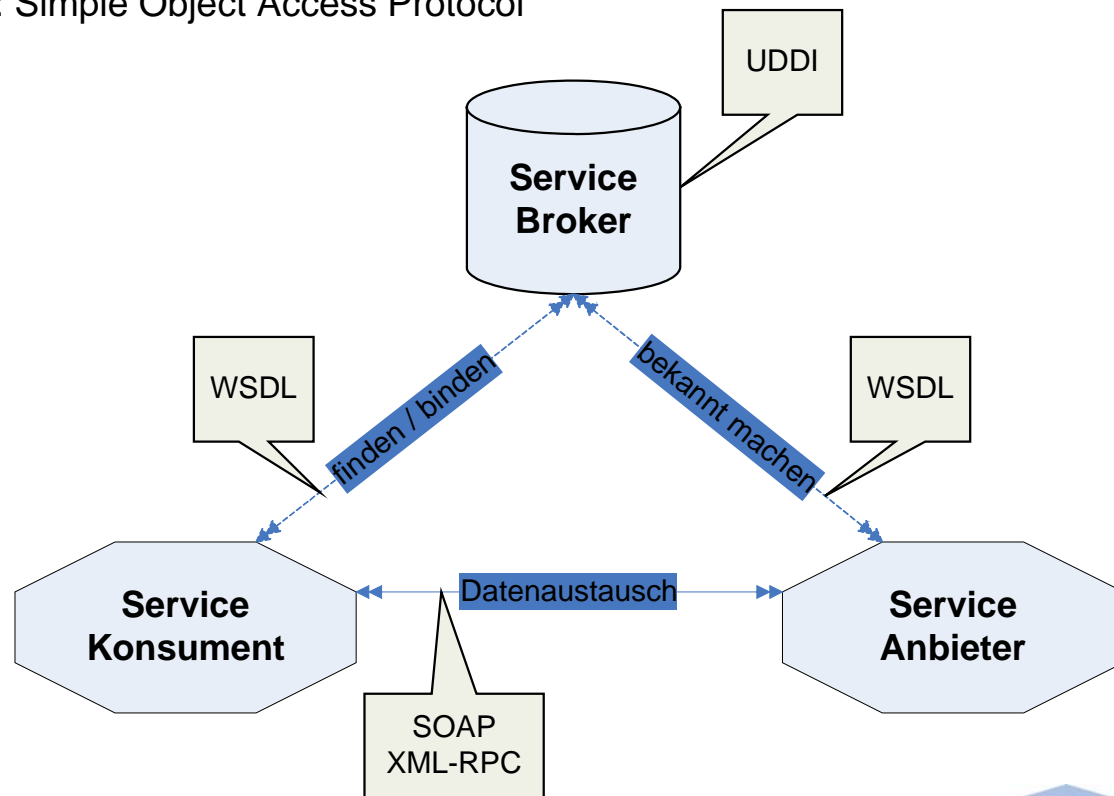 : Simple Object Access Protocol
UDDI
Service
Broker
WSDL
finden / binden
bekannt machen
WSDL
Service
Konsument
Datenaustausch
Service
Anbieter
SOAP
XML-RPC